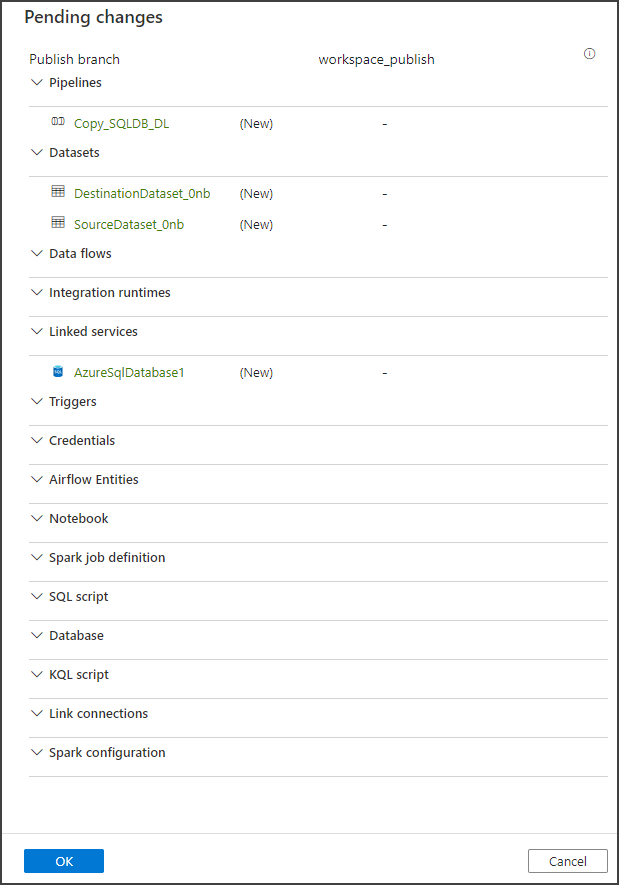 Pending changes
Publish branch workspace_publish
Pipelines
Copy_SQLDB_DL (New) -
Datasets
DestinationDataset_0nb (New) -
SourceDataset_0nb (New) -
Data flows
Integration runtimes
Linked services
AzureSqlDatabase1 (New) -
Triggers
Credentials
Airflow Entities
Notebook
Spark job definition
SQL script
Database
KQL script
Link connections
Spark configuration
OK Cancel